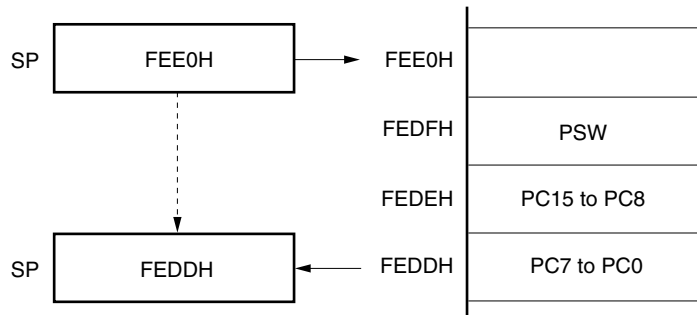 SP FEE0H FEE0H
FEDFH PSW
FEDEH PC15 to PC8
SP FEDDH FEDDH PC7 to PC0